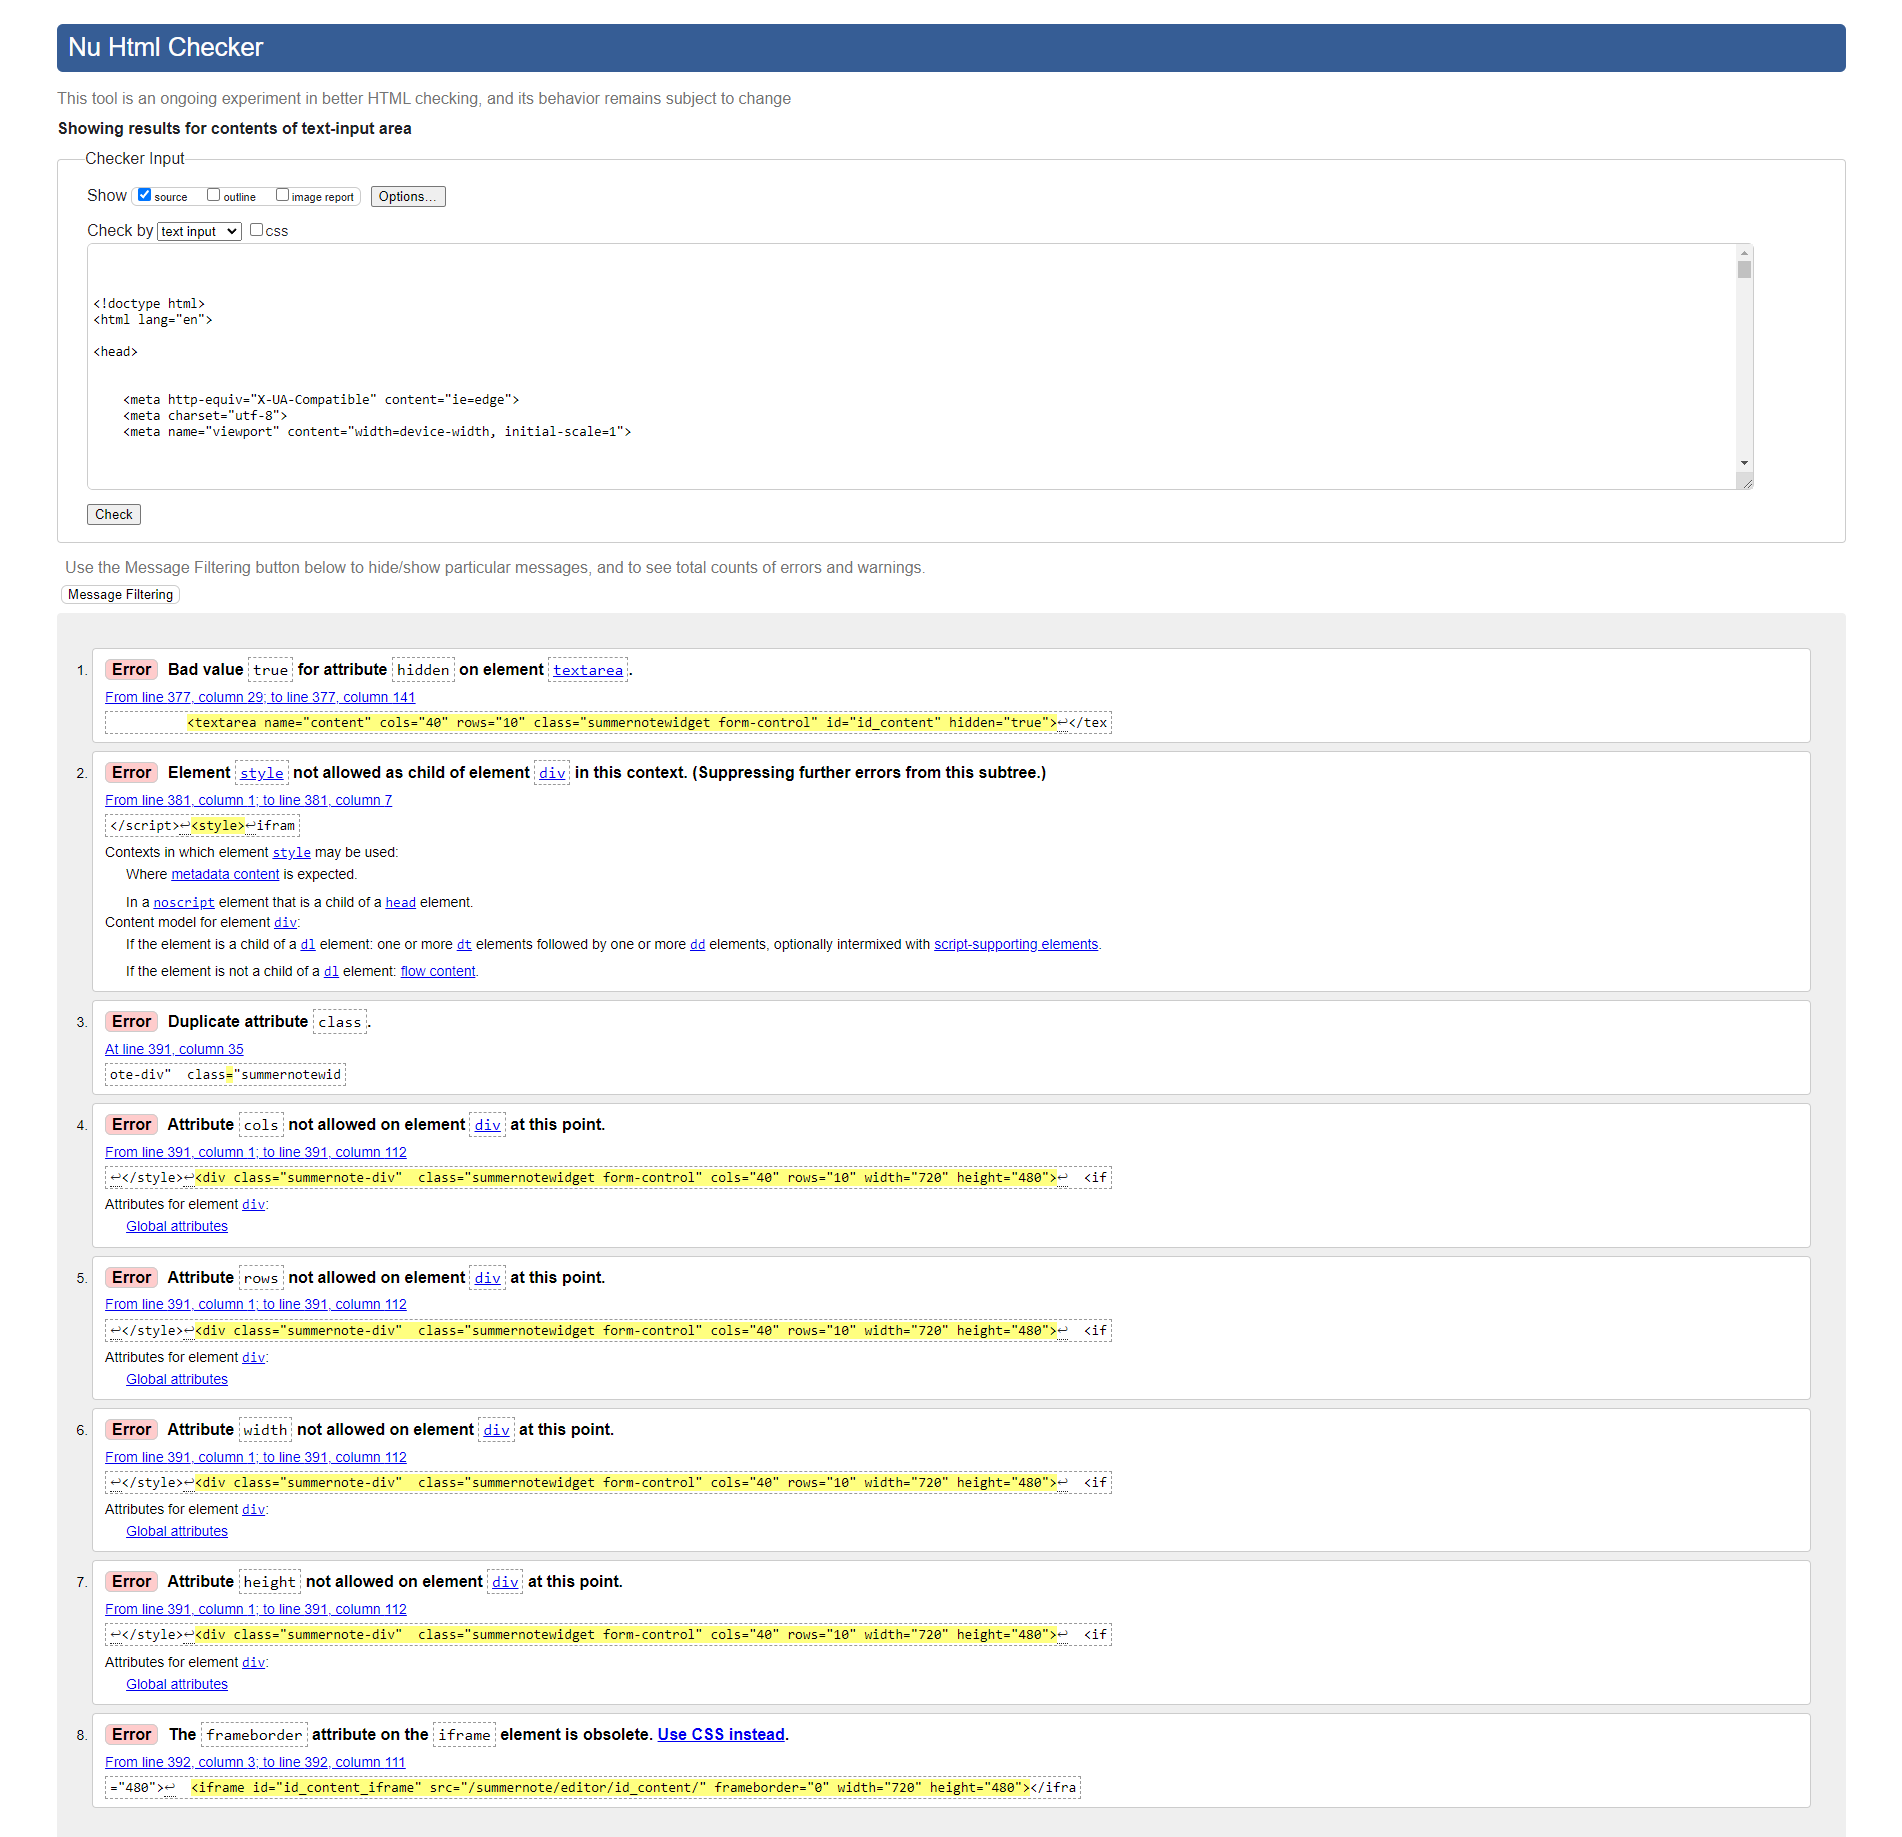 Nu Html Checker
This tool is an ongoing experiment in better HTML checking, and its behavior remains subject to change
Showing results for contents of text-input area
Checker Input
Show source outline image report Options...
Check by text input css
<!doctype html>
<html lang="en">
<head>
<meta http-equiv="X-UA-Compatible" content="ie=edge">
<meta charset="utf-8">
<meta name="viewport" content="width=device-width, initial-scale=1">
Check
Use the Message Filtering button below to hide/show particular messages, and to see total counts of errors and warnings.
Message Filtering
1. Error Bad value true for attribute hidden on element textarea.
From line 377, column 29; to line 377, column 141
<textarea name="content" cols="40" rows="10" class="summernotewidget form-control" id="id_content" hidden="true">↩</tex
2. Error Element style not allowed as child of element div in this context. (Suppressing further errors from this subtree.)
From line 381, column 1; to line 381, column 7
</script>↩<style>↩ifram
Contexts in which element style may be used:
Where metadata content is expected.
In a noscript element that is a child of a head element.
Content model for element div:
If the element is a child of a dl element: one or more dt elements followed by one or more dd elements, optionally intermixed with script-supporting elements.
If the element is not a child of a dl element: flow content.
3. Error Duplicate attribute class.
At line 391, column 35
ote-div"  class="summernotewid
4. Error Attribute cols not allowed on element div at this point.
From line 391, column 1; to line 391, column 112
↩</style>↩<div class="summernote-div"  class="summernotewidget form-control" cols="40" rows="10" width="720" height="480">↩  <if
Attributes for element div:
Global attributes
5. Error Attribute rows not allowed on element div at this point.
From line 391, column 1; to line 391, column 112
↩</style>↩<div class="summernote-div"  class="summernotewidget form-control" cols="40" rows="10" width="720" height="480">↩  <if
Attributes for element div:
Global attributes
6. Error Attribute width not allowed on element div at this point.
From line 391, column 1; to line 391, column 112
↩</style>↩<div class="summernote-div"  class="summernotewidget form-control" cols="40" rows="10" width="720" height="480">↩  <if
Attributes for element div:
Global attributes
7. Error Attribute height not allowed on element div at this point.
From line 391, column 1; to line 391, column 112
↩</style>↩<div class="summernote-div"  class="summernotewidget form-control" cols="40" rows="10" width="720" height="480">↩  <if
Attributes for element div:
Global attributes
8. Error The frameborder attribute on the iframe element is obsolete. Use CSS instead.
From line 392, column 3; to line 392, column 111
="480">↩  <iframe id="id_content_iframe" src="/summernote/editor/id_content/" frameborder="0" width="720" height="480"></ifra